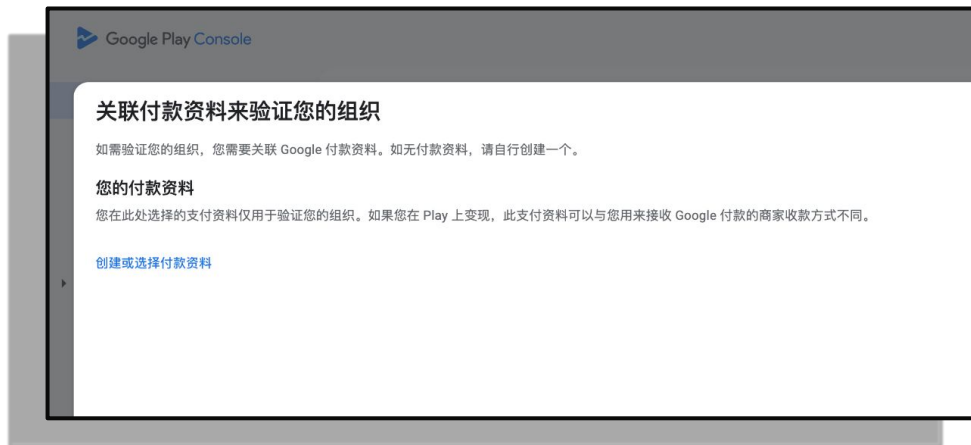 Google Play Console
关联付款资料来验证您的组织
如需验证您的组织，您需要关联 Google 付款资料。如无付款资料，请自行创建一个。
您的付款资料
您在此处选择的支付资料仅用于验证您的组织。如果您在 Play 上变现，此支付资料可以与您用来接收 Google 付款的商家收款方式不同。
创建或选择付款资料